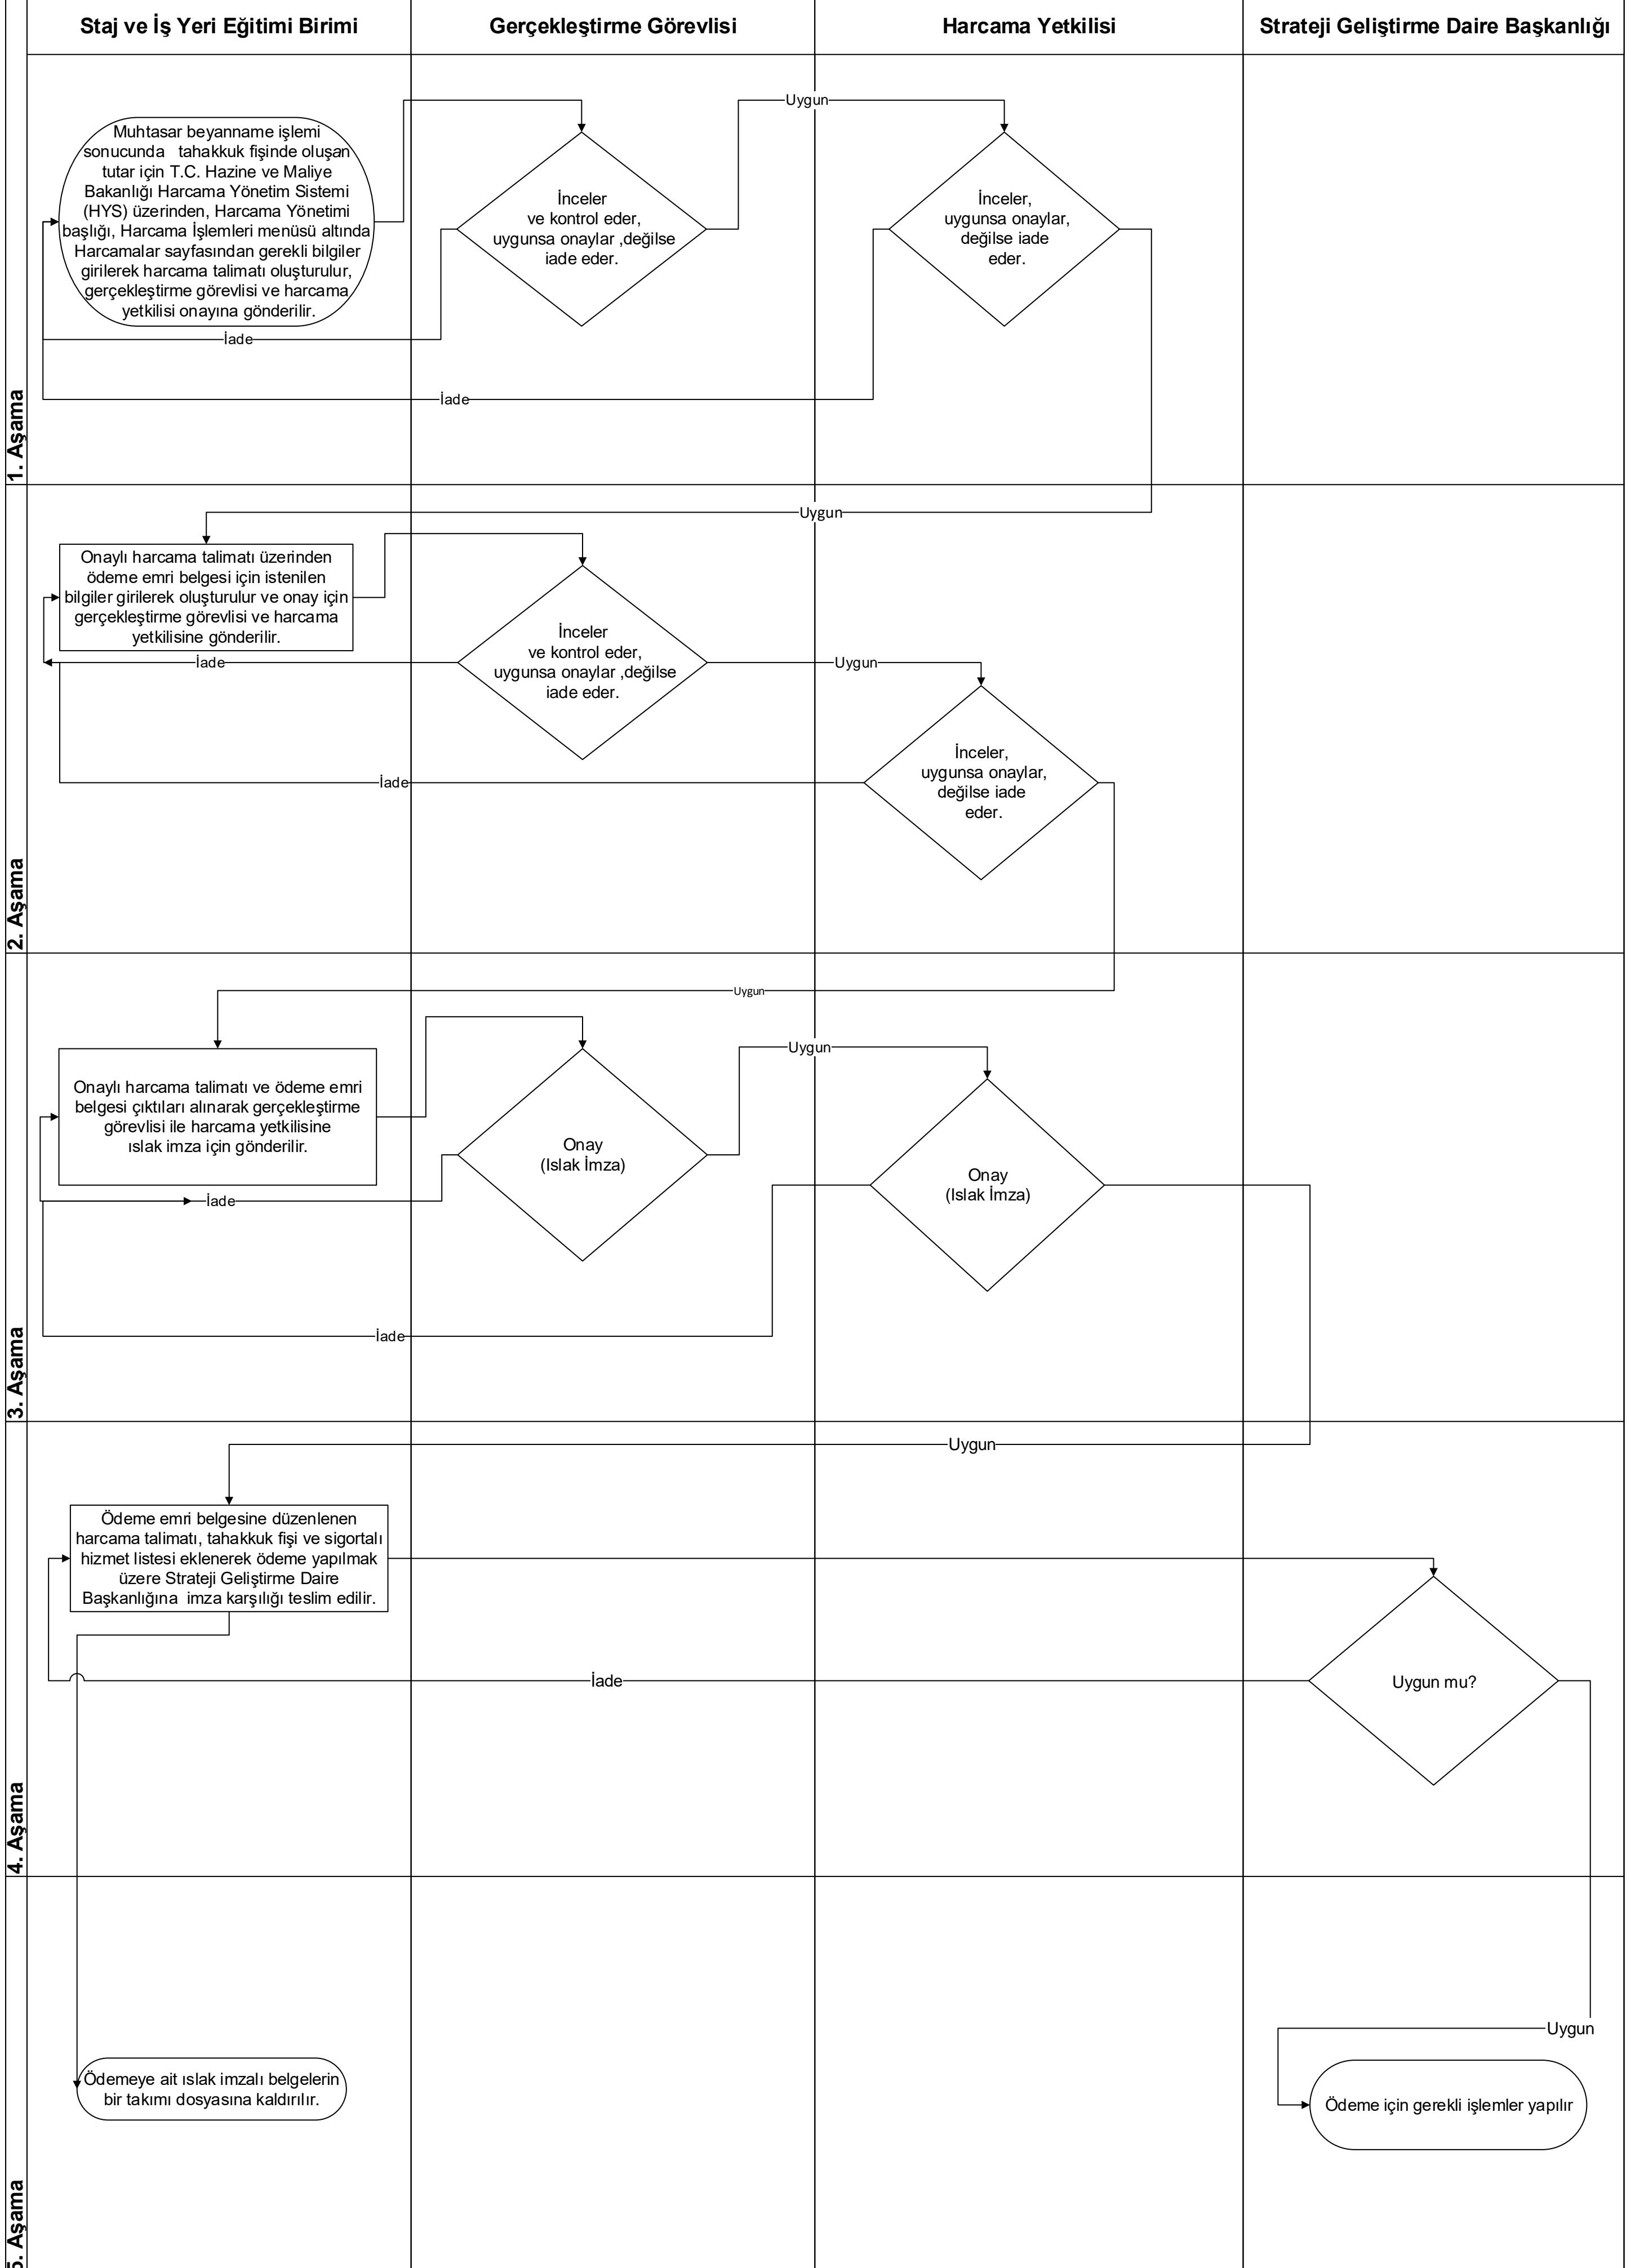 Staj ve İş Yeri Eğitimi Birimi
Gerçekleştirme Görevlisi
Harcama Yetkilisi
Strateji Geliştirme Daire Başkanlığı
1. Aşama
Muhtasar beyanname işlemi
sonucunda tahakkuk fişinde oluşan
tutar için T.C. Hazine ve Maliye
Bakanlığı Harcama Yönetim Sistemi
(HYS) üzerinden, Harcama Yönetimi
başlığı, Harcama İşlemleri menüsü altında
Harcamalar sayfasından gerekli bilgiler
girilerek harcama talimatı oluşturulur,
gerçekleştirme görevlisi ve harcama
yetkilisi onayına gönderilir.
İnceler
ve kontrol eder,
uygunsa onaylar ,değilse
iade eder.
Uygun
İnceler,
uygunsa onaylar,
değilse iade
eder.
İade
İade
2. Aşama
Uygun
Onaylı harcama talimatı üzerinden
ödeme emri belgesi için istenilen
bilgiler girilerek oluşturulur ve onay için
gerçekleştirme görevlisi ve harcama
yetkilisine gönderilir.
İnceler
ve kontrol eder,
uygunsa onaylar ,değilse
iade eder.
İade
Uygun
İnceler,
uygunsa onaylar,
değilse iade
eder.
İade
3. Aşama
Uygun
Onaylı harcama talimatı ve ödeme emri
belgesi çıktıları alınarak gerçekleştirme
görevlisi ile harcama yetkilisine
ıslak imza için gönderilir.
Onay
(Islak İmza)
Uygun
Onay
(Islak İmza)
İade
İade
4. Aşama
Uygun
Ödeme emri belgesine düzenlenen
harcama talimatı, tahakkuk fişi ve sigortalı
hizmet listesi eklenerek ödeme yapılmak
üzere Strateji Geliştirme Daire
Başkanlığına imza karşılığı teslim edilir.
İade
Uygun mu?
5. Aşama
Uygun
Ödemeye ait ıslak imzalı belgelerin
bir takımı dosyasına kaldırılır.
Ödeme için gerekli işlemler yapılır